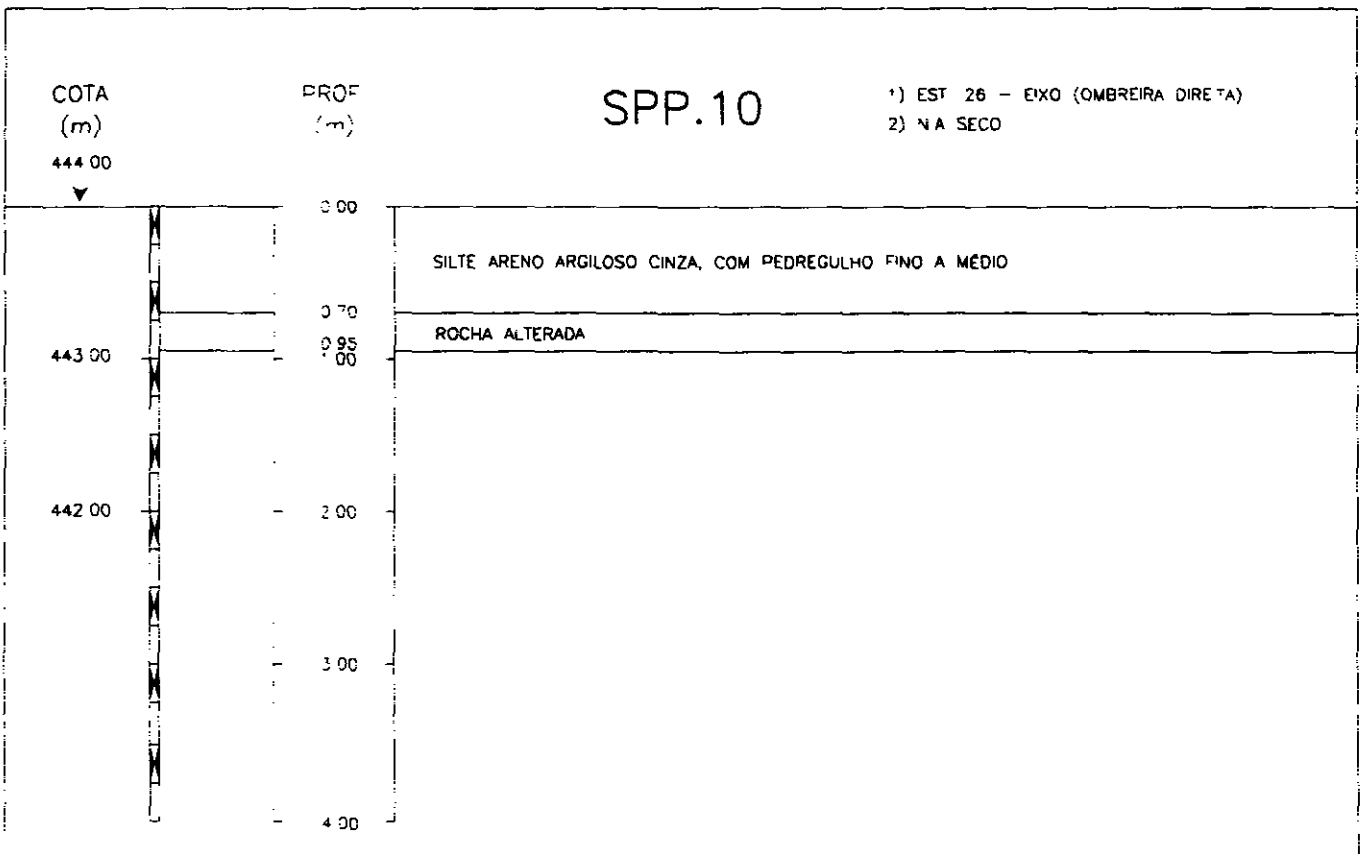 COTA
(m)
444 00
PROF
(m)
SPP.10
1) EST 26 – EIXO (OMBREIRA DIREITA)
2) N A SECO
0 00
SILTE ARENO ARGILOSO CINZA, COM PEDREGULHO FINO A MÉDIO
0 70
ROCHA ALTERADA
0 95
443 00
1 00
442 00
2 00
3 00
4 00